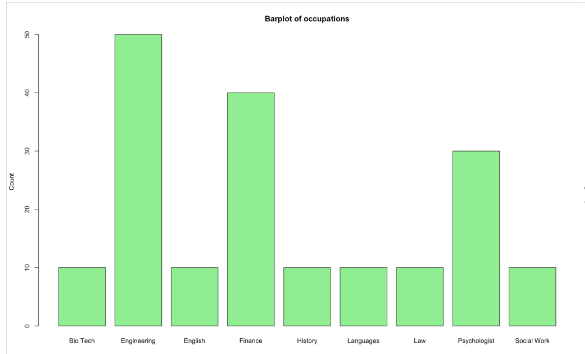 Barplot of occupations
Count
50
40
30
20
10
0
Bio Tech Engineering English Finance History Languages Law Psychologist Social Work